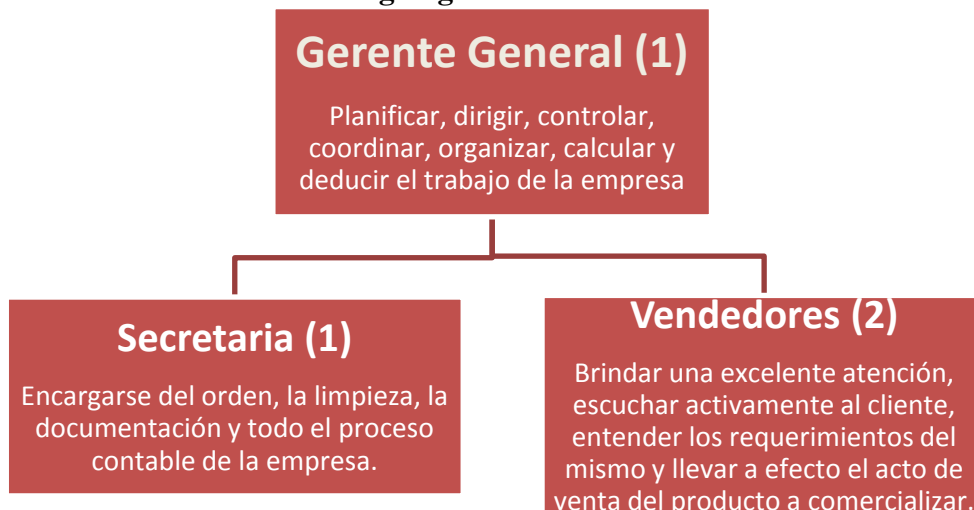 Gerente General (1)
Planificar, dirigir, controlar,
coordinar, organizar, calcular y
deducir el trabajo de la empresa
Secretaria (1)
Encargarse del orden, la limpieza, la
documentación y todo el proceso
contable de la empresa.
Vendedores (2)
Brindar una excelente atención,
escuchar activamente al cliente,
entender los requerimientos del
mismo y llevar a efecto el acto de
venta del producto a comercializar.